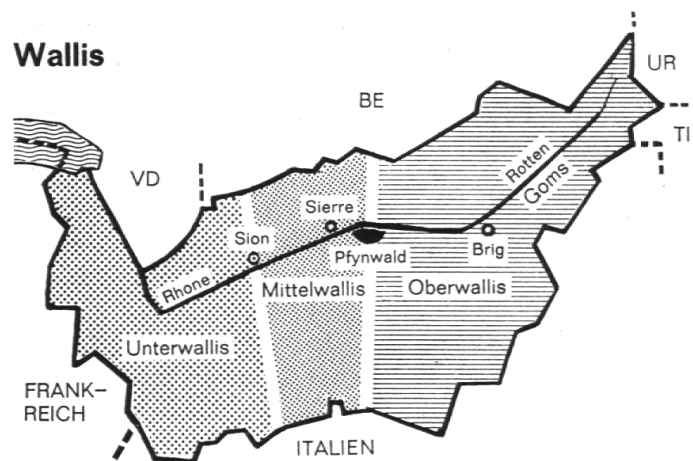 Wallis
UR
BE
TI
VD
Rotten
Goms
Sierre
Sion
Pfynwald
Brig
Rhone
Mittelwallis
Oberwallis
Unterwallis
FRANK-
REICH
ITALIEN